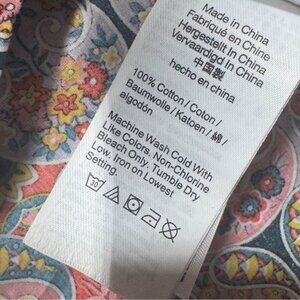 Made in China
Fabriqué en Chine
Hergestellt In China
Vervaardigd In China
中国製
hecho en china
100% Cotton / Coton /
Baumwolle / Katoen / 綿 /
algodón
Machine Wash Cold With
Like Colors. Non-Chlorine
Bleach Only. Tumble Dry
Low. Iron on Lowest
Setting.
30